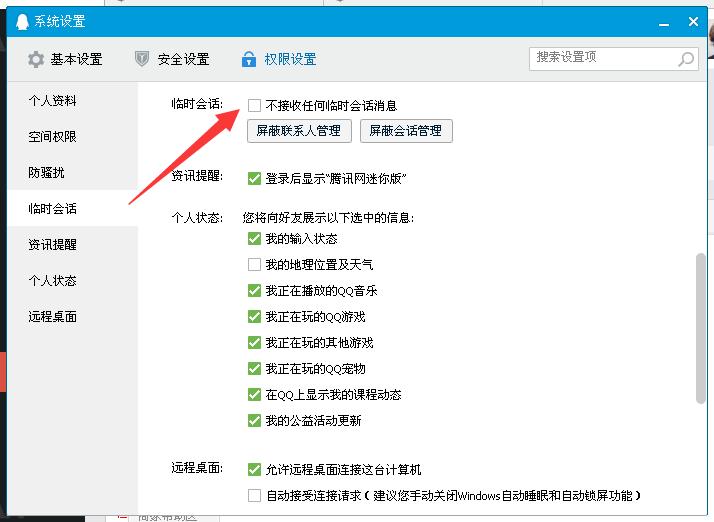 系统设置
基本设置 安全设置 权限设置 搜索设置项
个人资料
空间权限
防骚扰
临时会话
资讯提醒
个人状态
远程桌面
临时会话: 不接收任何临时会话消息
屏蔽联系人管理 屏蔽会话管理
资讯提醒: 登录后显示“腾讯网迷你版”
个人状态: 您将向好友展示以下选中的信息:
我的输入状态
我的地理位置及天气
我正在播放的QQ音乐
我正在玩的QQ游戏
我正在玩的其他游戏
我正在玩的QQ宠物
在QQ上显示我的课程动态
我的公益活动更新
远程桌面: 允许远程桌面连接这台计算机
自动接受连接请求（建议您手动关闭Windows自动睡眠和自动锁屏功能）